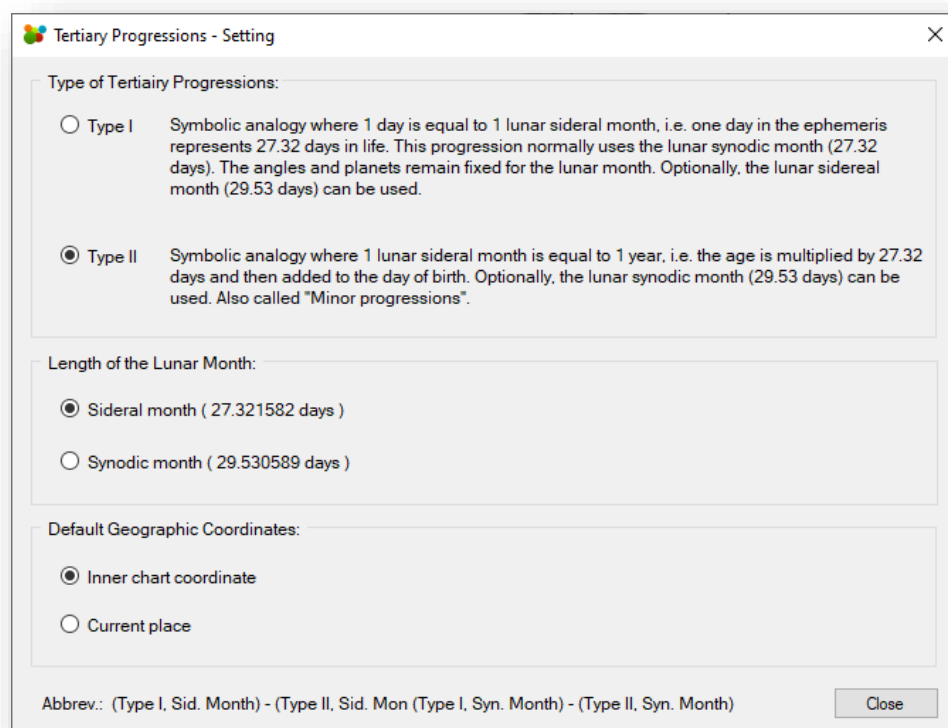 Tertiary Progressions - Setting
Type of Tertiairy Progressions:
Type I
Symbolic analogy where 1 day is equal to 1 lunar sideral month, i.e. one day in the ephemeris
represents 27.32 days in life. This progression normally uses the lunar synodic month (27.32
days). The angles and planets remain fixed for the lunar month. Optionally, the lunar sidereal
month (29.53 days) can be used.
Type II
Symbolic analogy where 1 lunar sideral month is equal to 1 year, i.e. the age is multiplied by 27.32
days and then added to the day of birth. Optionally, the lunar synodic month (29.53 days) can be
used. Also called "Minor progressions".
Length of the Lunar Month:
Sideral month ( 27.321582 days )
Synodic month ( 29.530589 days )
Default Geographic Coordinates:
Inner chart coordinate
Current place
Abbrev.: (Type I, Sid. Month) - (Type II, Sid. Mon (Type I, Syn. Month) - (Type II, Syn. Month)
Close